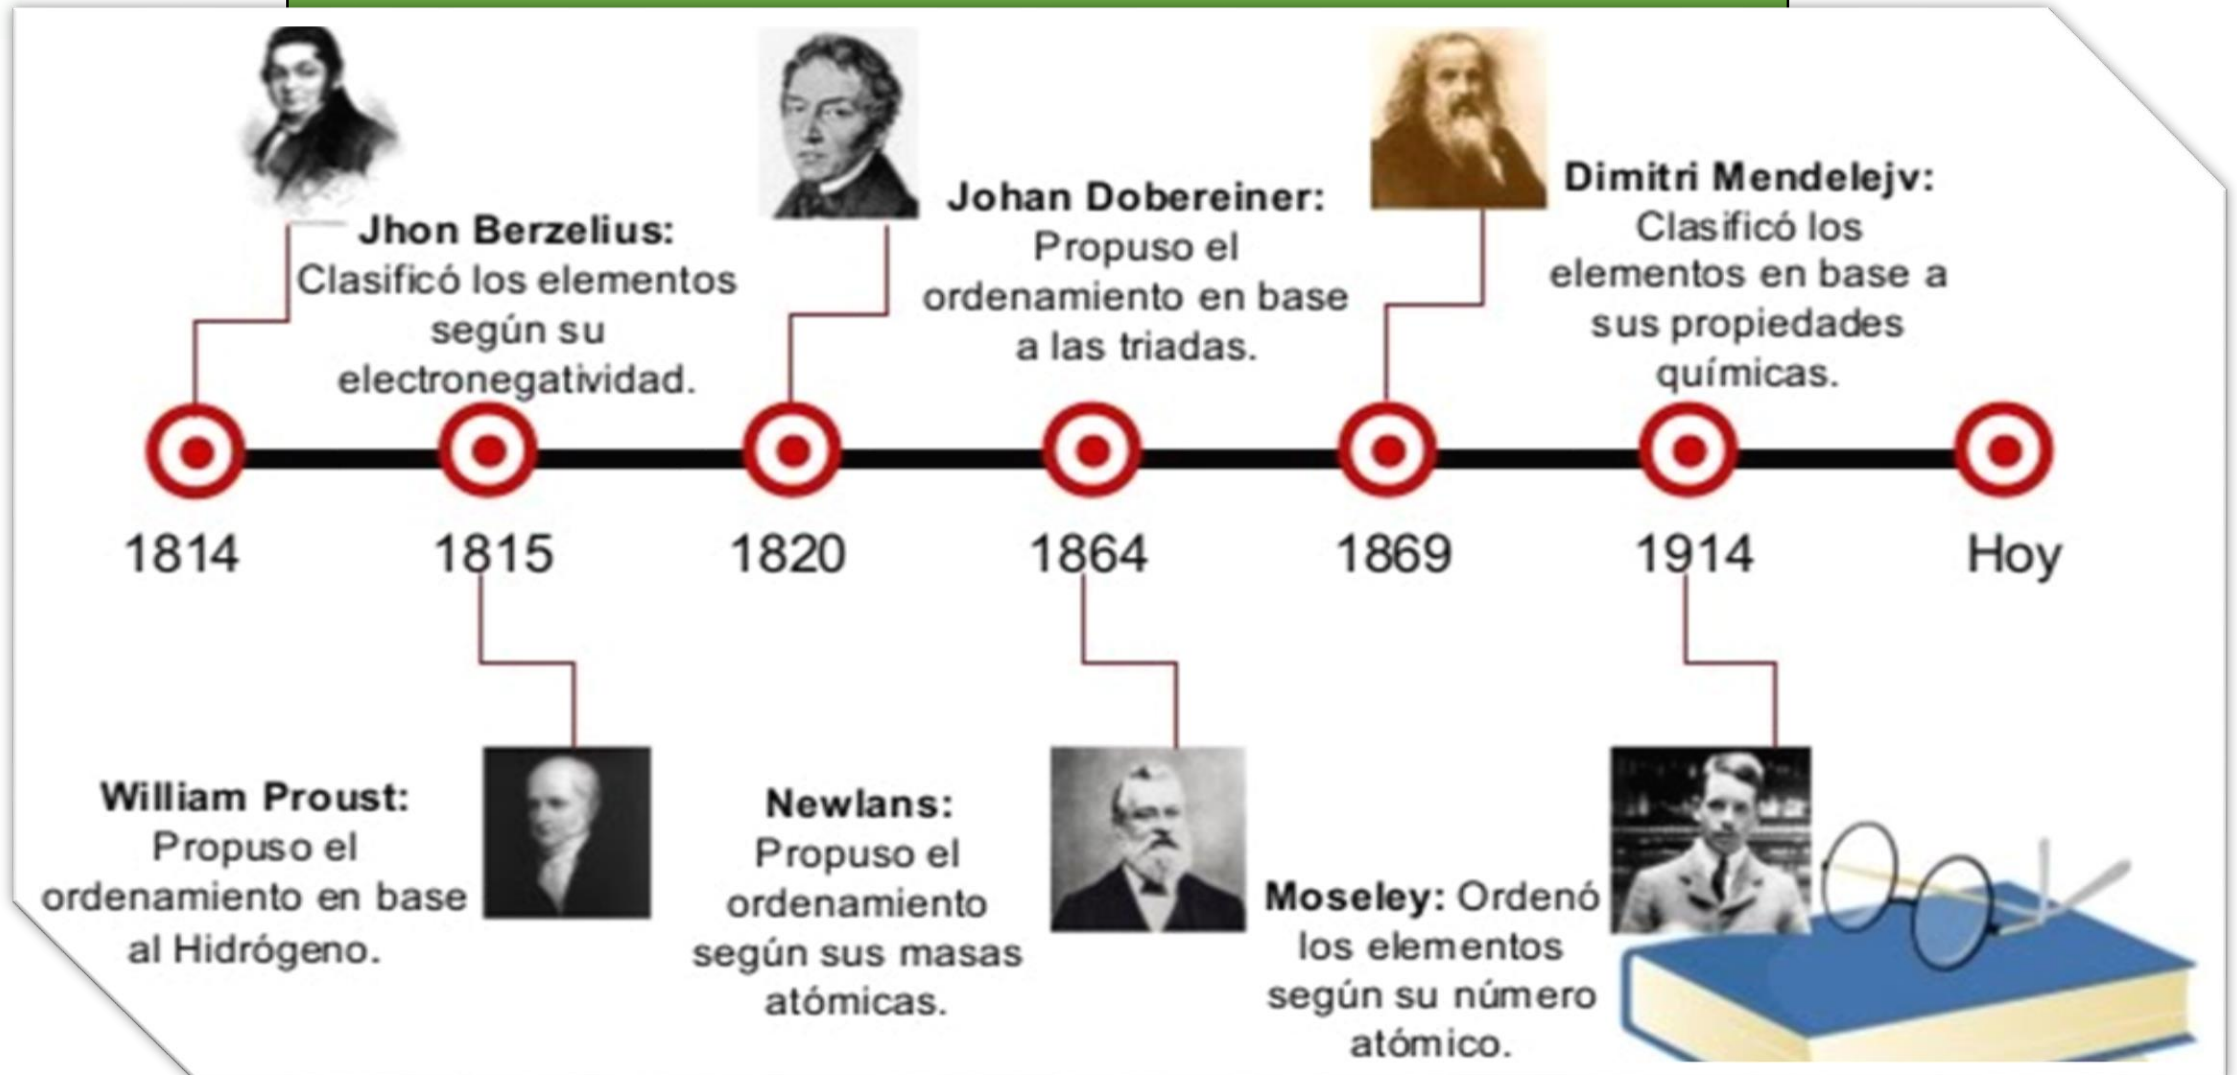 Jhon Berzelius:
Clasificó los elementos
según su
electronegatividad.
Johan Dobereiner:
Propuso el
ordenamiento en base
a las triadas.
Dimitri Mendelejv:
Clasificó los
elementos en base a
sus propiedades
químicas.
1814
1815
1820
1864
1869
1914
Hoy
William Proust:
Propuso el
ordenamiento en base
al Hidrógeno.
Newlans:
Propuso el
ordenamiento
según sus masas
atómicas.
Moseley: Ordenó
los elementos
según su número
atómico.